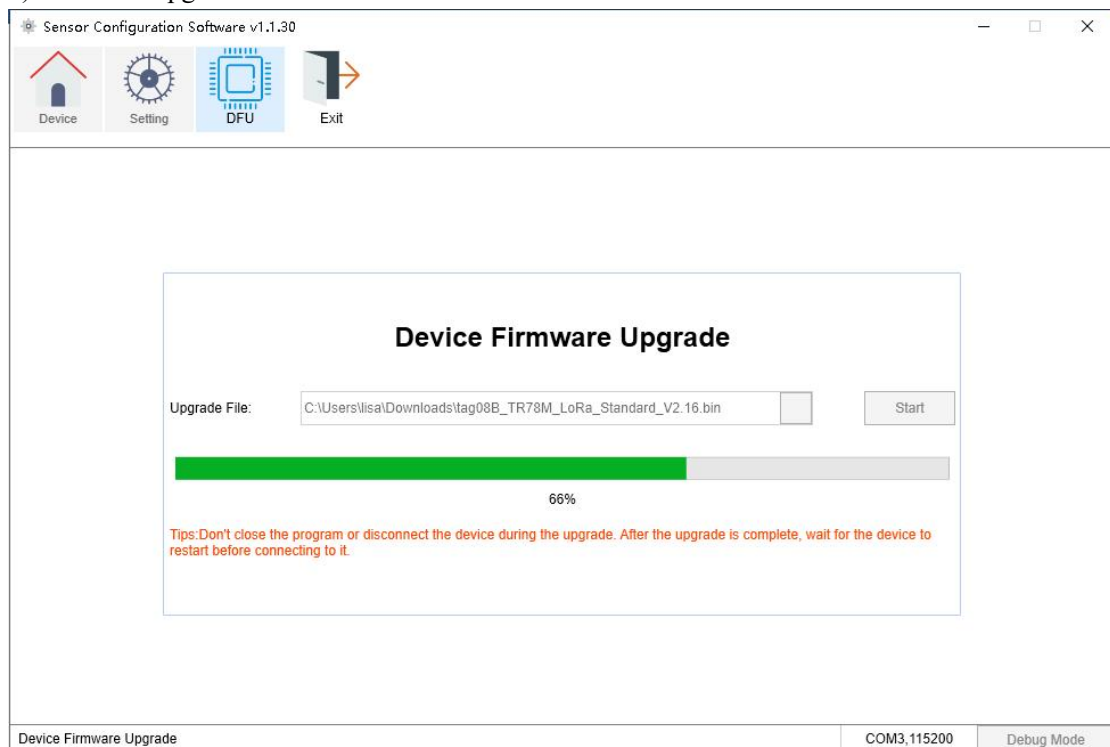 Sensor Configuration Software v1.1.30
Device Setting DFU Exit
Device Firmware Upgrade
Upgrade File: C:\Users\lisa\Downloads\tag08B_TR78M_LoRa_Standard_V2.16.bin Start
66%
Tips:Don't close the program or disconnect the device during the upgrade. After the upgrade is complete, wait for the device to
restart before connecting to it.
Device Firmware Upgrade COM3,115200 Debug Mode